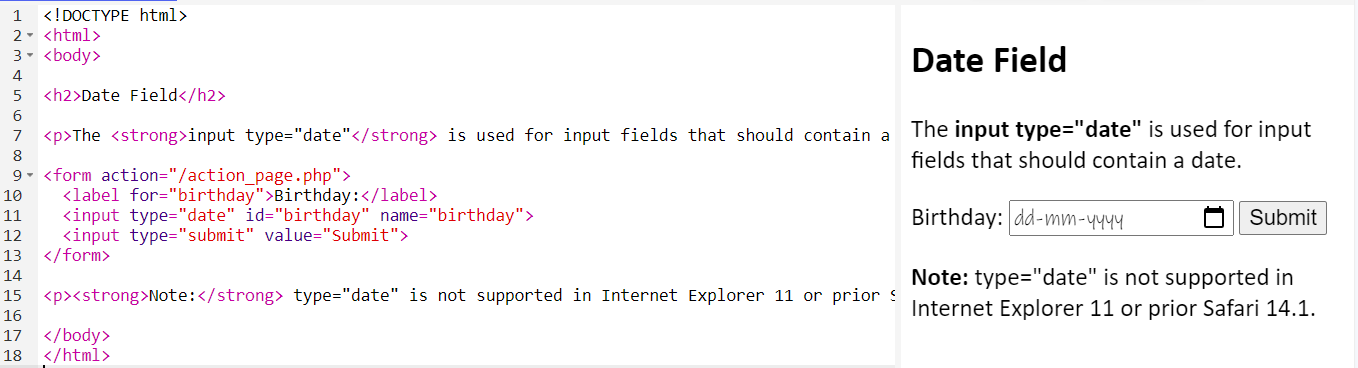 1 <!DOCTYPE html>
2 <html>
3 <body>
4
5 <h2>Date Field</h2>
6
7 <p>The <strong>input type="date"</strong> is used for input fields that should contain a
8
9 <form action="/action_page.php">
10 <label for="birthday">Birthday:</label>
11 <input type="date" id="birthday" name="birthday">
12 <input type="submit" value="Submit">
13 </form>
14
15 <p><strong>Note:</strong> type="date" is not supported in Internet Explorer 11 or prior
16
17 </body>
18 </html>
Date Field
The input type="date" is used for input
fields that should contain a date.
Birthday: dd-mm-yyyy Submit
Note: type="date" is not supported in
Internet Explorer 11 or prior Safari 14.1.